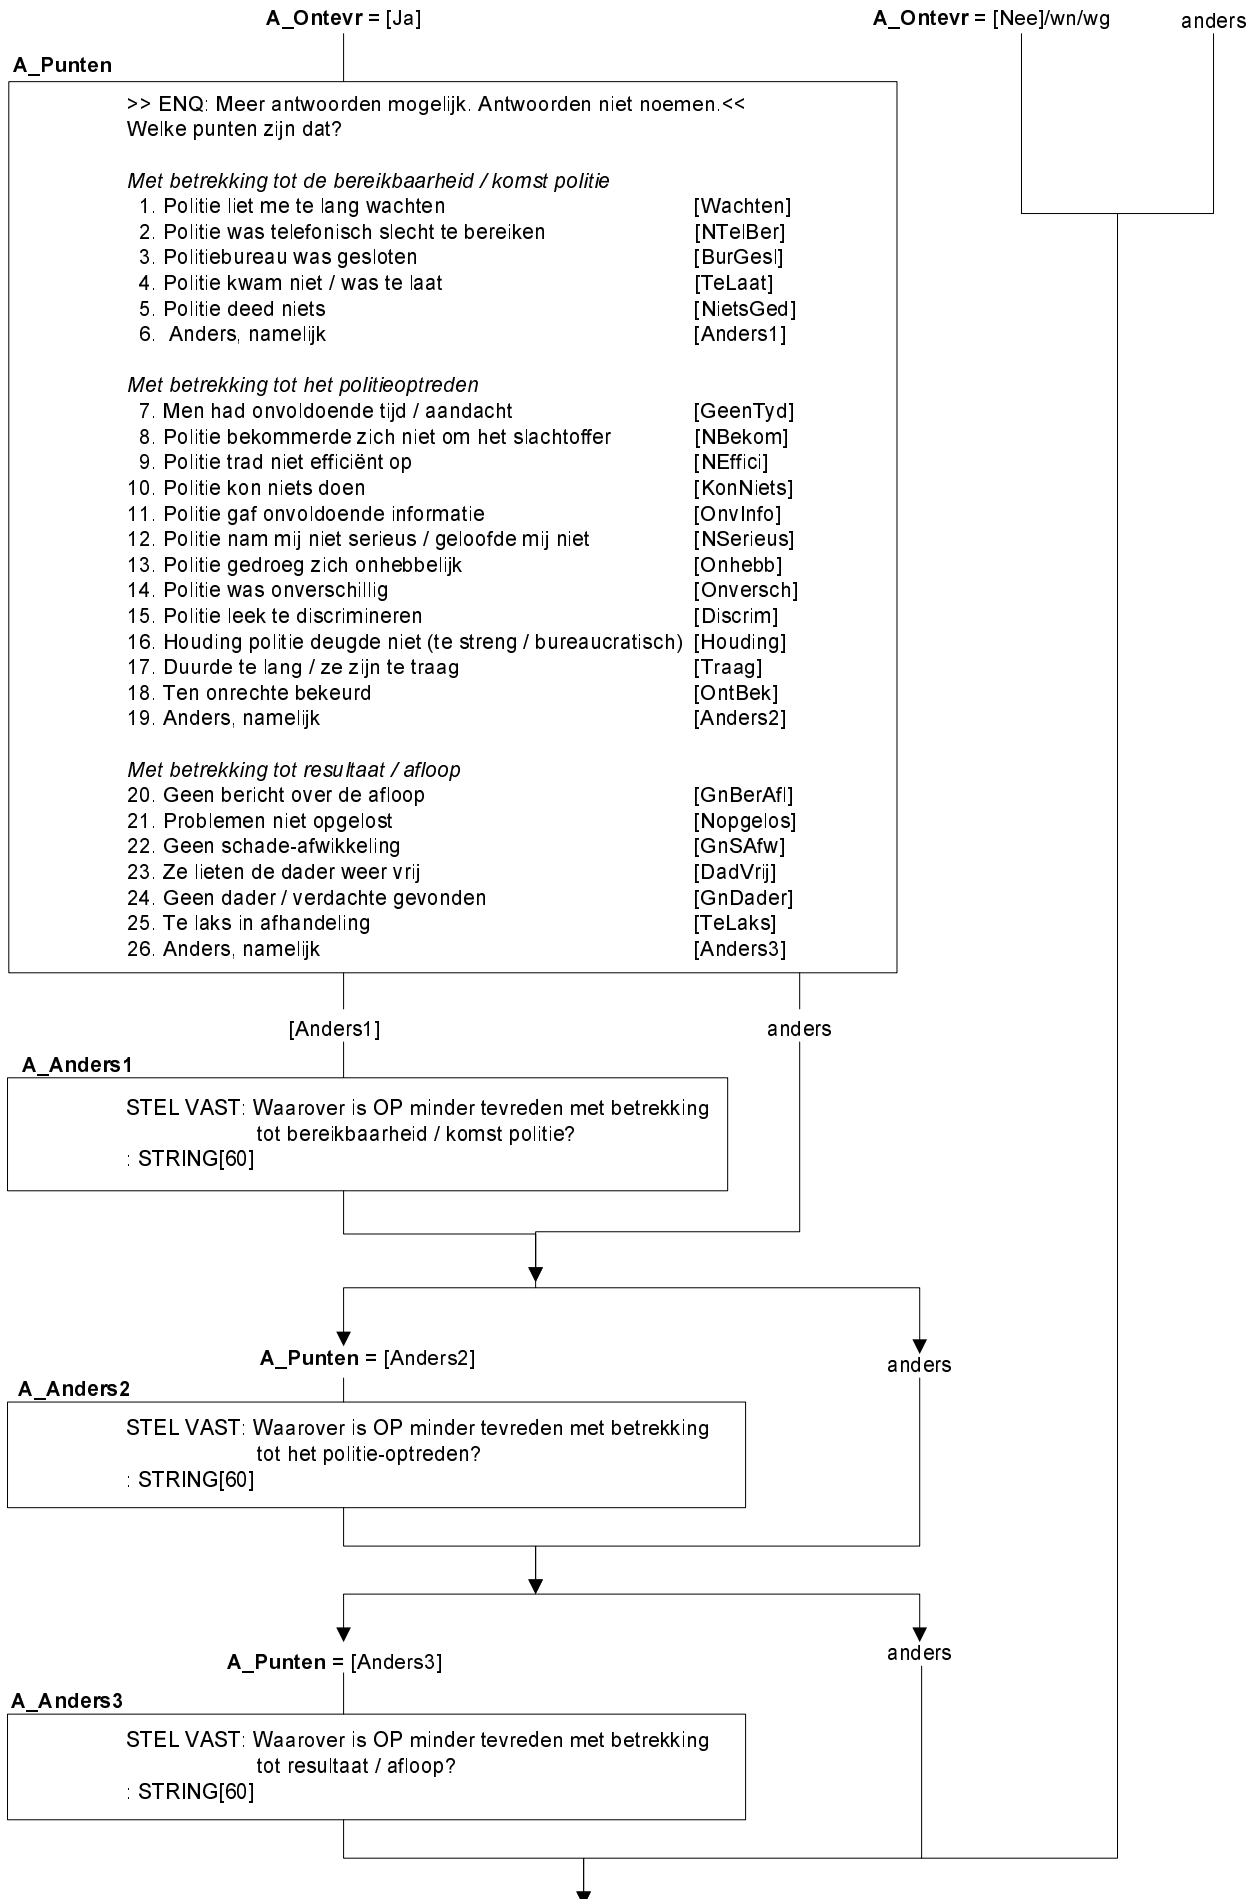 A_Ontevr = [Ja]
A_Ontevr = [Nee]/wn/wg
anders
A_Punten
>> ENQ: Meer antwoorden mogelijk. Antwoorden niet noemen.<<
Welke punten zijn dat?
Met betrekking tot de bereikbaarheid / komst politie
1. Politie liet me te lang wachten [Wachten]
2. Politie was telefonisch slecht te bereiken [NTelBer]
3. Politiebureau was gesloten [BurGesl]
4. Politie kwam niet / was te laat [TeLaat]
5. Politie deed niets [NietsGed]
6. Anders, namelijk [Anders1]
Met betrekking tot het politieoptreden
7. Men had onvoldoende tijd / aandacht [GeenTyd]
8. Politie bekommerde zich niet om het slachtoffer [NBekom]
9. Politie trad niet efficiënt op [NEffici]
10. Politie kon niets doen [KonNiets]
11. Politie gaf onvoldoende informatie [OnvInfo]
12. Politie nam mij niet serieus / geloofde mij niet [NSerieus]
13. Politie gedroeg zich onhebbelijk [Onhebb]
14. Politie was onverschillig [Onversch]
15. Politie leek te discrimineren [Discrim]
16. Houding politie deugde niet (te streng / bureaucratisch) [Houding]
17. Duurde te lang / ze zijn te traag [Traag]
18. Ten onrechte bekeurd [OntBek]
19. Anders, namelijk [Anders2]
Met betrekking tot resultaat / afloop
20. Geen bericht over de afloop [GnBerAfl]
21. Problemen niet opgelost [Nopgelos]
22. Geen schade-afwikkeling [GnSAfw]
23. Ze lieten de dader weer vrij [DadVrij]
24. Geen dader / verdachte gevonden [GnDader]
25. Te laks in afhandeling [TeLaks]
26. Anders, namelijk [Anders3]
[Anders1]
anders
A_Anders1
STEL VAST: Waarover is OP minder tevreden met betrekking
tot bereikbaarheid / komst politie?
: STRING[60]
A_Punten = [Anders2]
anders
A_Anders2
STEL VAST: Waarover is OP minder tevreden met betrekking
tot het politie-optreden?
: STRING[60]
A_Punten = [Anders3]
anders
A_Anders3
STEL VAST: Waarover is OP minder tevreden met betrekking
tot resultaat / afloop?
: STRING[60]